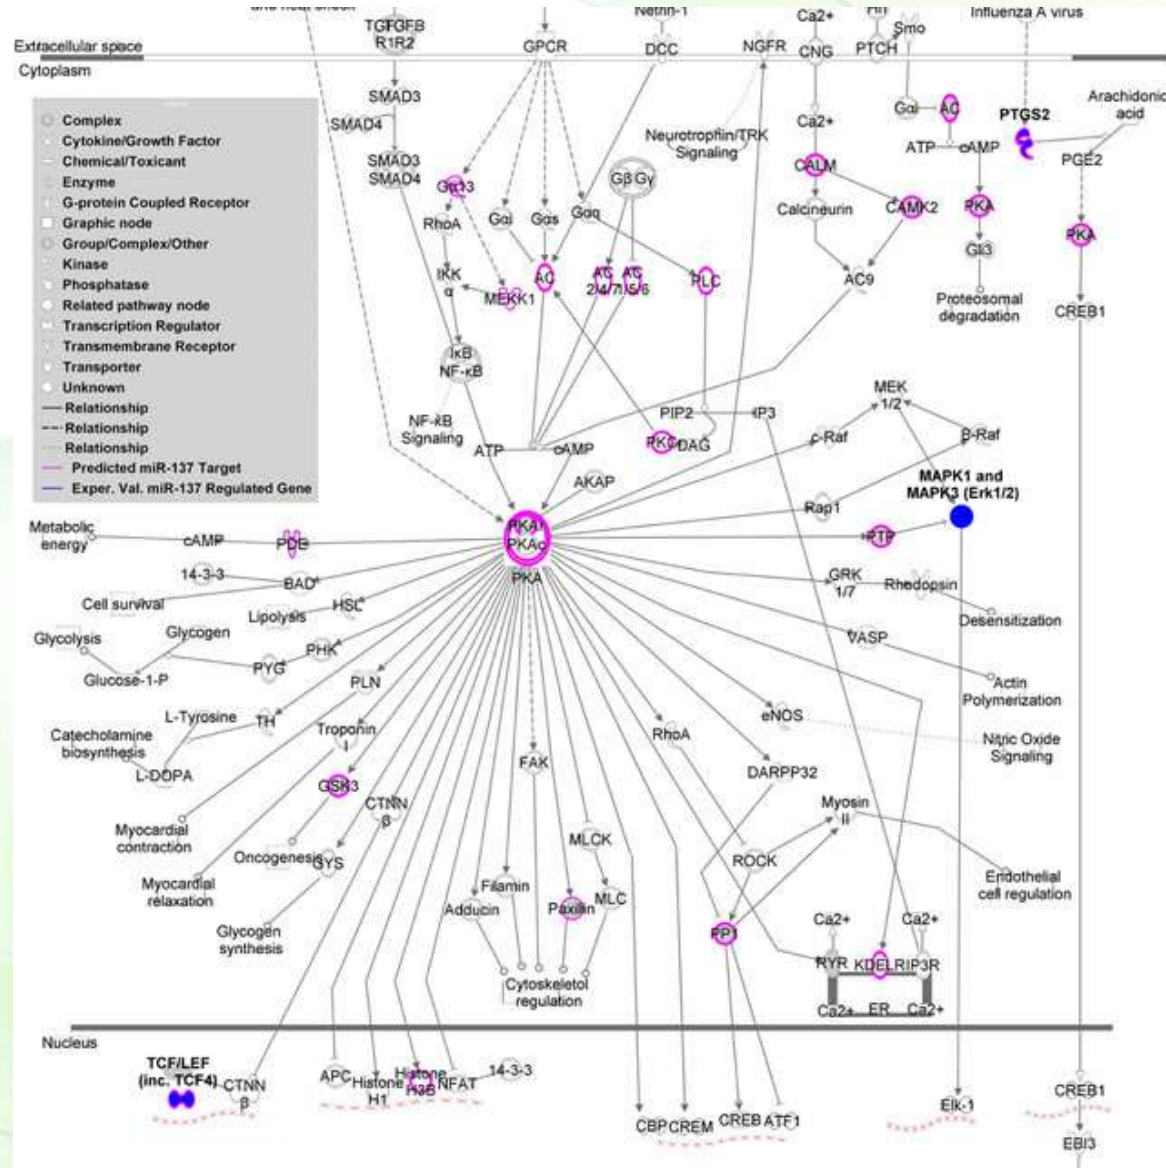 TGFGFB
R1R2
GPCR
Netrin-1
DCC
NGFR
Ca2+
CNG
PTCH
Smo
Influenza A virus
Extracellular space
Cytoplasm
Complex
Cytokine/Growth Factor
Chemical/Toxicant
Enzyme
G-protein Coupled Receptor
Graphic node
Group/Complex/Other
Kinase
Phosphatase
Related pathway node
Transcription Regulator
Transmembrane Receptor
Transporter
Unknown
Relationship
Relationship
Relationship
Predicted miR-137 Target
Exper. Val. miR-137 Regulated Gene
SMAD3
SMAD4
SMAD3
SMAD4
Gα13
RhoA
IKK
α
MEKK1
Gαi
Gαs
Gαq
Gβ Gγ
Neurotrophin/TRK
Signaling
Ca2+
CALM
Calcineurin
CAMK2
Gαi
AC
ATP
cAMP
PKA
Gli3
Proteosomal
degradation
PTGS2
Arachidonic
acid
PGE2
PKA
CREB1
AC
AC
2/4/7
AC
1/5/6
PLC
AC9
IκB
NF-κB
NF-kB
Signaling
ATP
cAMP
PIP2
IP3
PKC
DAG
AKAP
MEK
1/2
c-Raf
B-Raf
MAPK1 and
MAPK3 (Erk1/2)
Rap1
PTP
PKAr
PKAc
PKA
Metabolic
energy
cAMP
PDE
14-3-3
BAD
Cell survival
Lipolysis
HSL
Glycolysis
Glycogen
PHK
PYG
Glucose-1-P
PLN
L-Tyrosine
TH
Catecholamine
biosynthesis
L-DOPA
Troponin
I
GSK3
CTNN
β
Myocardial
contraction
Oncogenesis
GYS
Myocardial
relaxation
Glycogen
synthesis
GRK
1/7
Rhodopsin
Desensitization
VASP
Actin
Polymerization
eNOS
Nitric Oxide
Signaling
RhoA
DARPP32
FAK
Myosin
II
MLCK
ROCK
Endothelial
cell regulation
Filamin
Adducin
Paxillin
MLC
PP1
Cytoskeletol
regulation
Ca2+
Ca2+
RYR
KDELR
IP3R
Ca2+
ER
Ca2+
Nucleus
TCF/LEF
(inc. TCF4)
CTNN
β
APC
Histone
H1
Histone
H3B
NFAT
14-3-3
CBP
CREM
CREB
ATF1
Elk-1
CREB1
EBI3